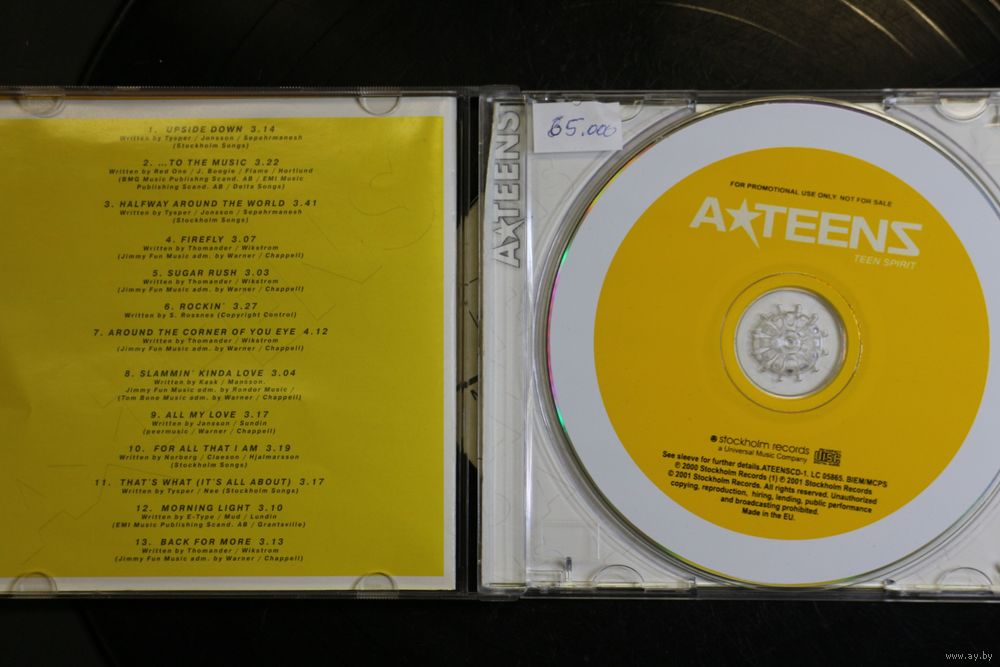 1. UPSIDE DOWN 3.14
Written by Tysper / Jansson / Sepehrmanesh
(Stockholm Songs)
2. ...TO THE MUSIC 3.22
Written by Red One / J. Boogie / Flame / Hortlund
(BMG Music Publishng Scand. AB / EMI Music
Publishing Scand. AB / Delta Songs)
3. HALFWAY AROUND THE WORLD 3.41
Written by Tysper / Jonason / Sepehrmanesh
(Stockholm Songs)
4. FIREFLY 3.07
Written by Thomander / Wikstrom
(Jimmy Fun Music adm. by Warner / Chappell)
5. SUGAR RUSH 3.03
Written by Thomander / Wikstrom
(Jimmy Fun Music adm. by Warner / Chappell)
6. ROCKIN' 3.27
Written by S. Rossnes (Copyright Control)
7. AROUND THE CORNER OF YOU EYE 4.12
Written by Thomander / Wikstrom
(Jimmy Fun Music adm. by Warner / Chappell)
8. SLAMMIN' KINDA LOVE 3.04
Written by Kask / Mansson.
Jimmy Fun Music adm. by Rondor Music /
(Tom Bone Music adm. by Warner / Chappell)
9. ALL MY LOVE 3.17
Written by Jansson / Sundin
(peermusic / Warner / Chappell)
10. FOR ALL THAT I AM 3.19
Written by Norberg / Claeson / Hjalmarsson
(Stockholm Songs)
11. THAT'S WHAT (IT'S ALL ABOUT) 3.17
Written by Tysper / Nee (Stockholm Songs)
12. MORNING LIGHT 3.10
Written by E-Type / Mud / Lundin
(EMI Music Publishing Scand. AB / Grantsville)
13. BACK FOR MORE 3.13
Written by Thomander / Wikstrom
(Jimmy Fun Music adm. by Warner / Chappell)
A★TEENS
65.000
FOR PROMOTIONAL USE ONLY: NOT FOR SALE
A★TEENS
TEEN SPIRIT
stockholm records
a Universal Music Company
COMPACT disc DIGITAL AUDIO
See sleeve for further details.ATEENSCD-1. LC 05865. BIEM/MCPS
℗ 2000 Stockholm Records (1) ℗ 2001 Stockholm Records
© 2001 Stockholm Records. All rights reserved. Unauthorized
copying, reproduction, hiring, lending, public performance
and broadcasting prohibited.
Made in the EU.
www.ay.by